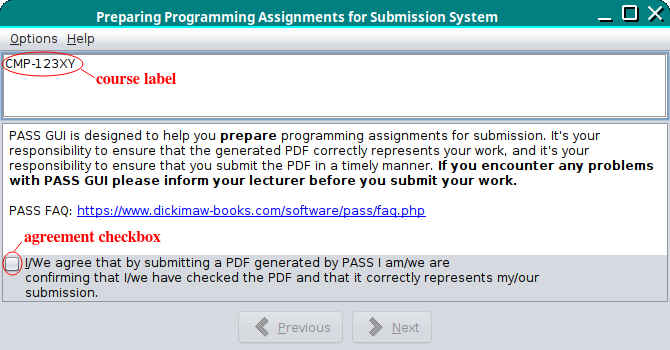 Preparing Programming Assignments for Submission System
Options Help
CMP-123XY
course label
PASS GUI is designed to help you prepare programming assignments for submission. It's your
responsibility to ensure that the generated PDF correctly represents your work, and it's your
responsibility to ensure that you submit the PDF in a timely manner. If you encounter any problems
with PASS GUI please inform your lecturer before you submit your work.
PASS FAQ: https://www.dickimaw-books.com/software/pass/faq.php
agreement checkbox
I/We agree that by submitting a PDF generated by PASS I am/we are
confirming that I/we have checked the PDF and that it correctly represents my/our
submission.
Previous Next